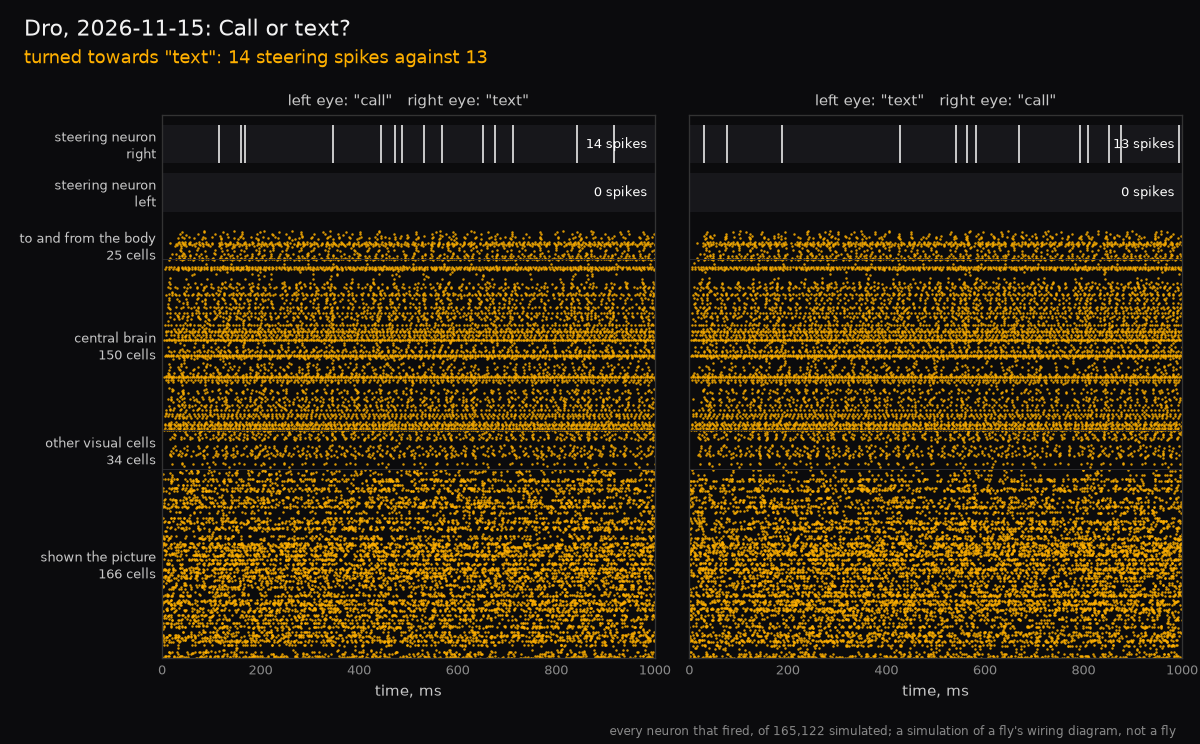 Dro, 2026-11-15: Call or text?
turned towards "text": 14 steering spikes against 13
left eye: "call"   right eye: "text"
left eye: "text"   right eye: "call"
steering neuron
right
14 spikes
13 spikes
steering neuron
left
0 spikes
0 spikes
to and from the body
25 cells
central brain
150 cells
other visual cells
34 cells
shown the picture
166 cells
0 200 400 600 800 1000
0 200 400 600 800 1000
time, ms
time, ms
every neuron that fired, of 165,122 simulated; a simulation of a fly's wiring diagram, not a fly